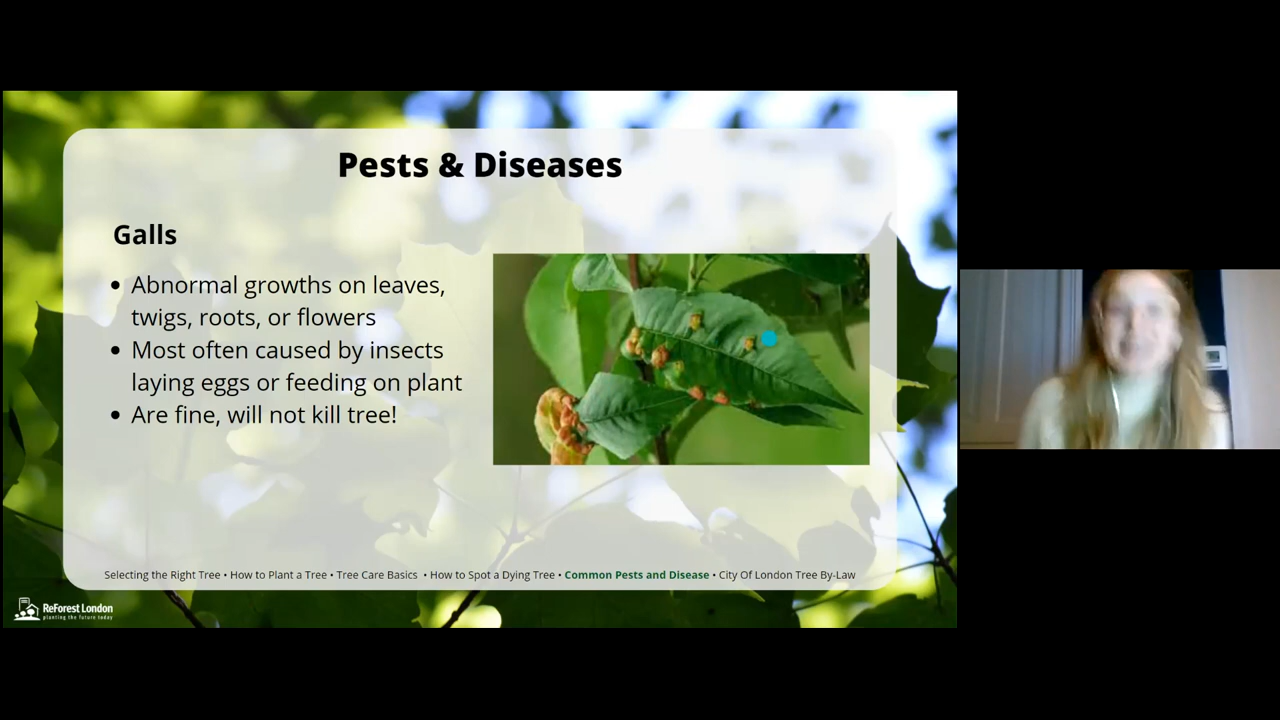 Pests & Diseases
Galls
• Abnormal growths on leaves,
twigs, roots, or flowers
• Most often caused by insects
laying eggs or feeding on plant
• Are fine, will not kill tree!
Selecting the Right Tree • How to Plant a Tree • Tree Care Basics • How to Spot a Dying Tree • Common Pests and Disease • City Of London Tree By-Law
ReForest London
planting the future today